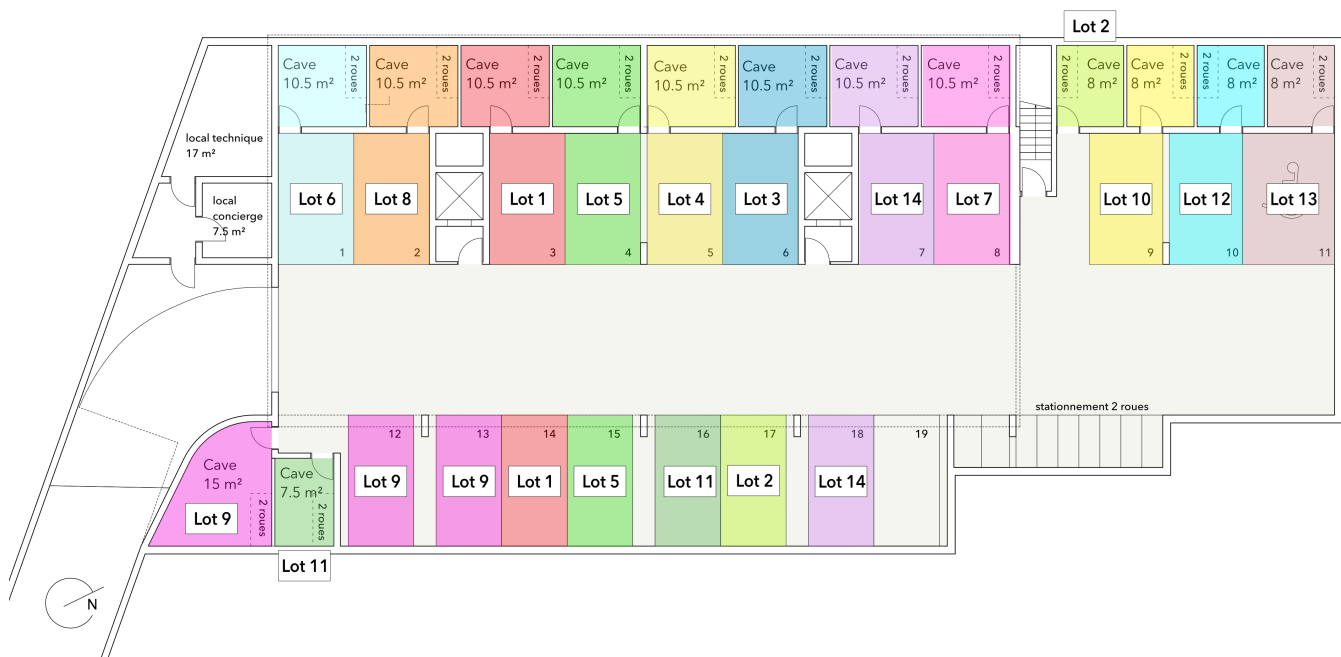 Lot 2
Cave
10.5 m²
2 roues
Cave
10.5 m²
2 roues
Cave
10.5 m²
2 roues
Cave
10.5 m²
2 roues
Cave
10.5 m²
2 roues
Cave
10.5 m²
2 roues
Cave
10.5 m²
2 roues
Cave
10.5 m²
2 roues
2 roues
Cave
8 m²
Cave
8 m²
2 roues
2 roues
Cave
8 m²
Cave
8 m²
2 roues
local technique
17 m²
local
concierge
7.5 m²
Lot 6
1
Lot 8
2
Lot 1
3
Lot 5
4
Lot 4
5
Lot 3
6
Lot 14
7
Lot 7
8
Lot 10
9
Lot 12
10
Lot 13
11
stationnement 2 roues
Cave
15 m²
Lot 9
2 roues
Cave
7.5 m²
2 roues
Lot 11
12
Lot 9
13
Lot 9
14
Lot 1
15
Lot 5
16
Lot 11
17
Lot 2
18
Lot 14
19
N